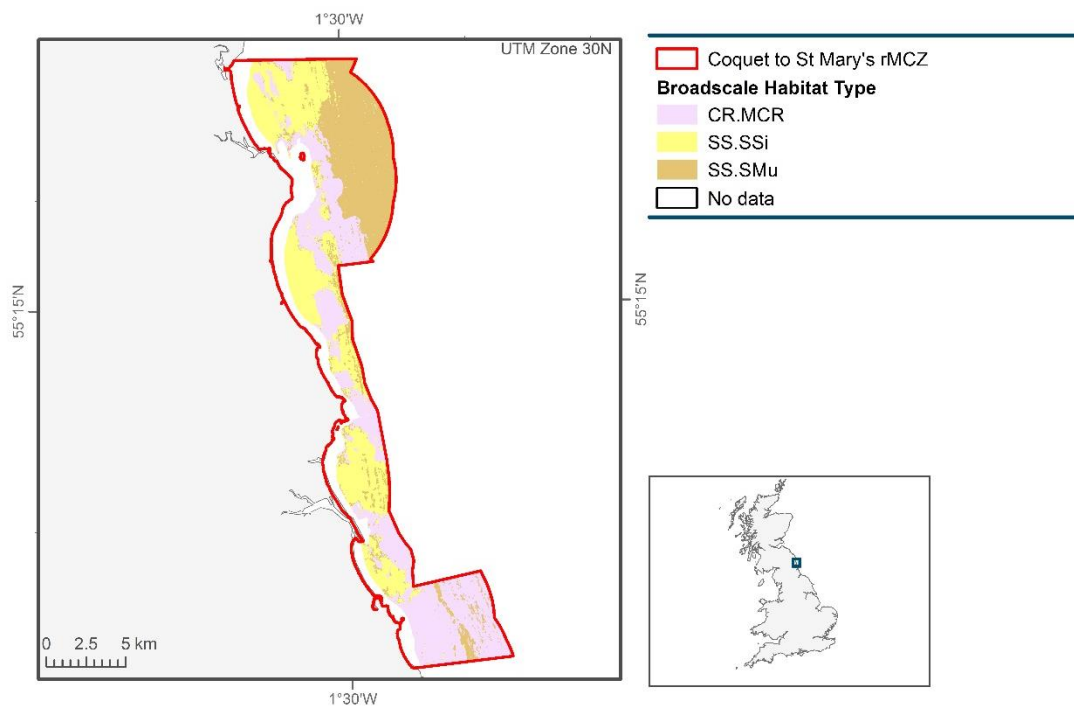 1°30'W
UTM Zone 30N
55°15'N
55°15'N
0 2.5 5 km
1°30'W
Coquet to St Mary's rMCZ
Broadscale Habitat Type
CR.MCR
SS.SSi
SS.SMu
No data